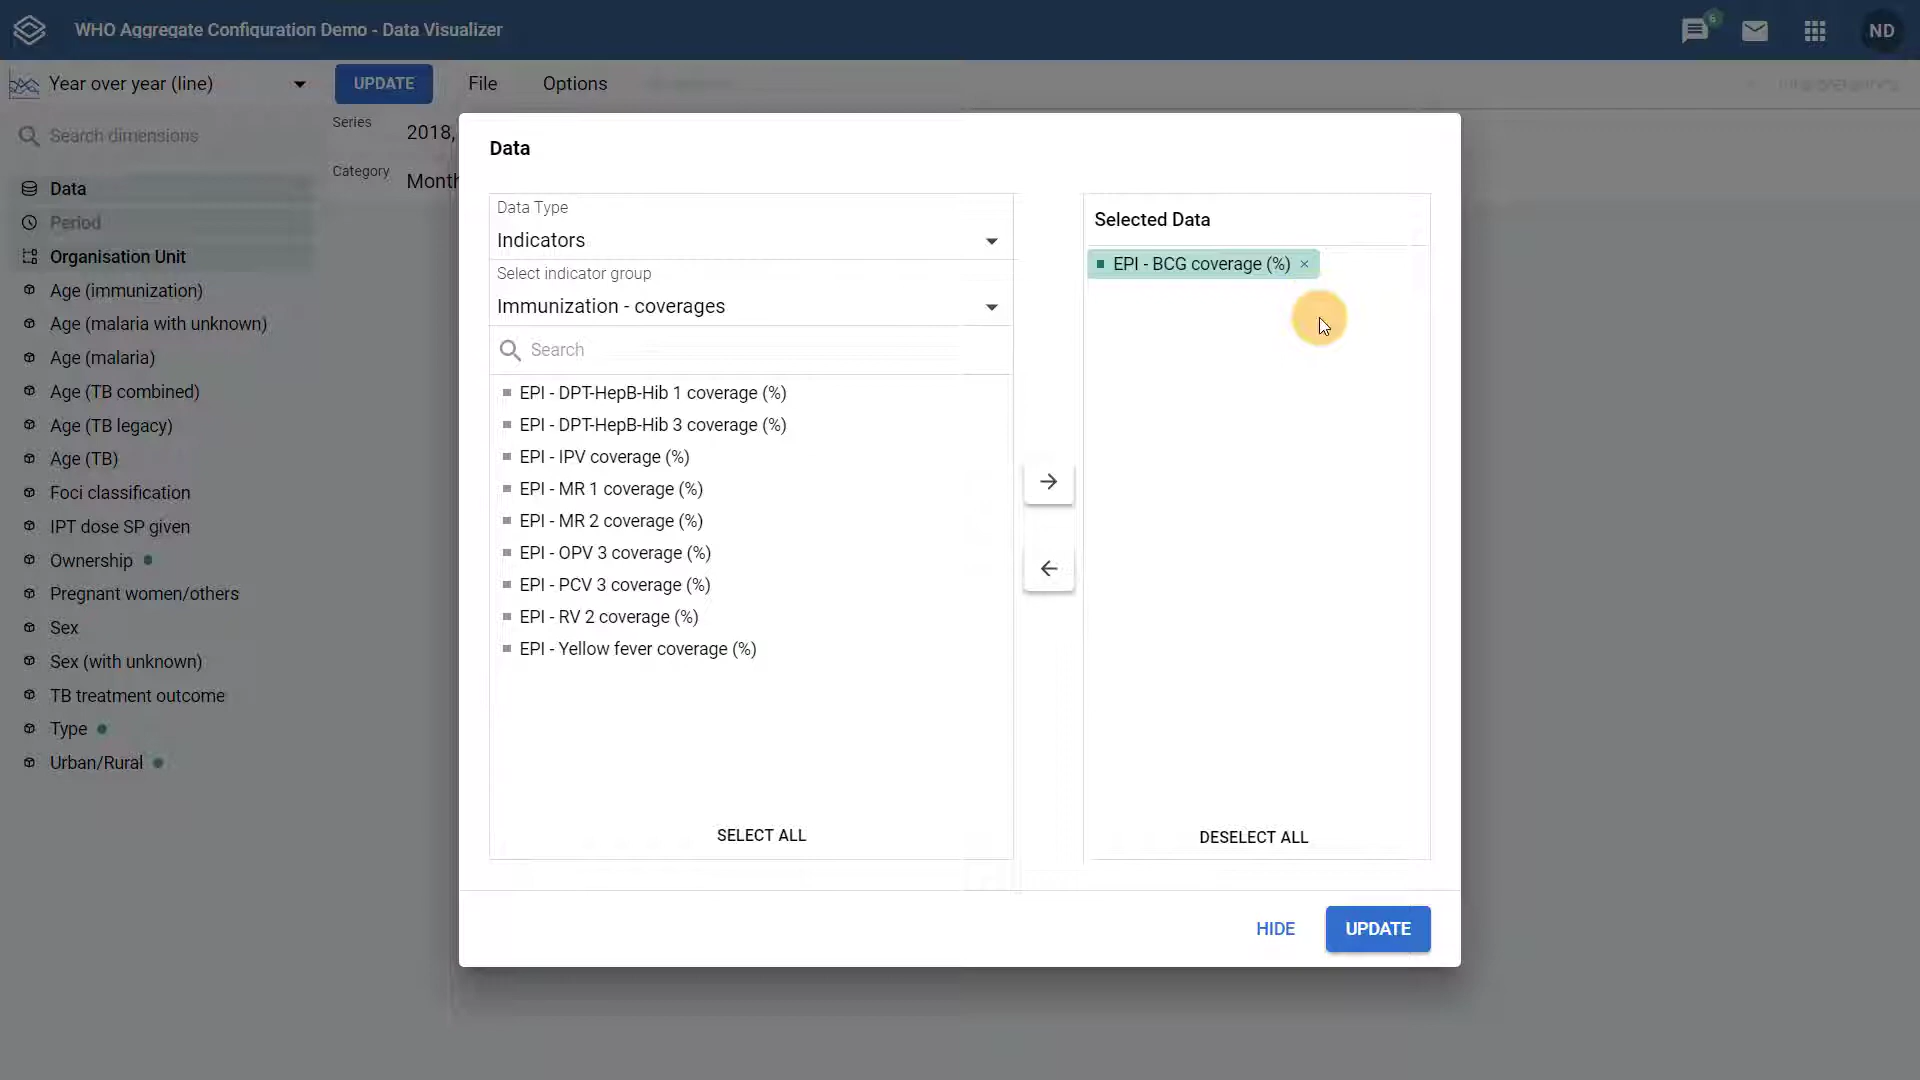 WHO Aggregate Configuration Demo - Data Visualizer
6
ND
Year over year (line)
UPDATE
File
Options
Search dimensions
Series
2018,
Category
Month
Data
Period
Organisation Unit
Age (immunization)
Age (malaria with unknown)
Age (malaria)
Age (TB combined)
Age (TB legacy)
Age (TB)
Foci classification
IPT dose SP given
Ownership
Pregnant women/others
Sex
Sex (with unknown)
TB treatment outcome
Type
Urban/Rural
Data
Data Type
Indicators
Select indicator group
Immunization - coverages
Search
EPI - DPT-HepB-Hib 1 coverage (%)
EPI - DPT-HepB-Hib 3 coverage (%)
EPI - IPV coverage (%)
EPI - MR 1 coverage (%)
EPI - MR 2 coverage (%)
EPI - OPV 3 coverage (%)
EPI - PCV 3 coverage (%)
EPI - RV 2 coverage (%)
EPI - Yellow fever coverage (%)
SELECT ALL
Selected Data
EPI - BCG coverage (%)
DESELECT ALL
HIDE
UPDATE